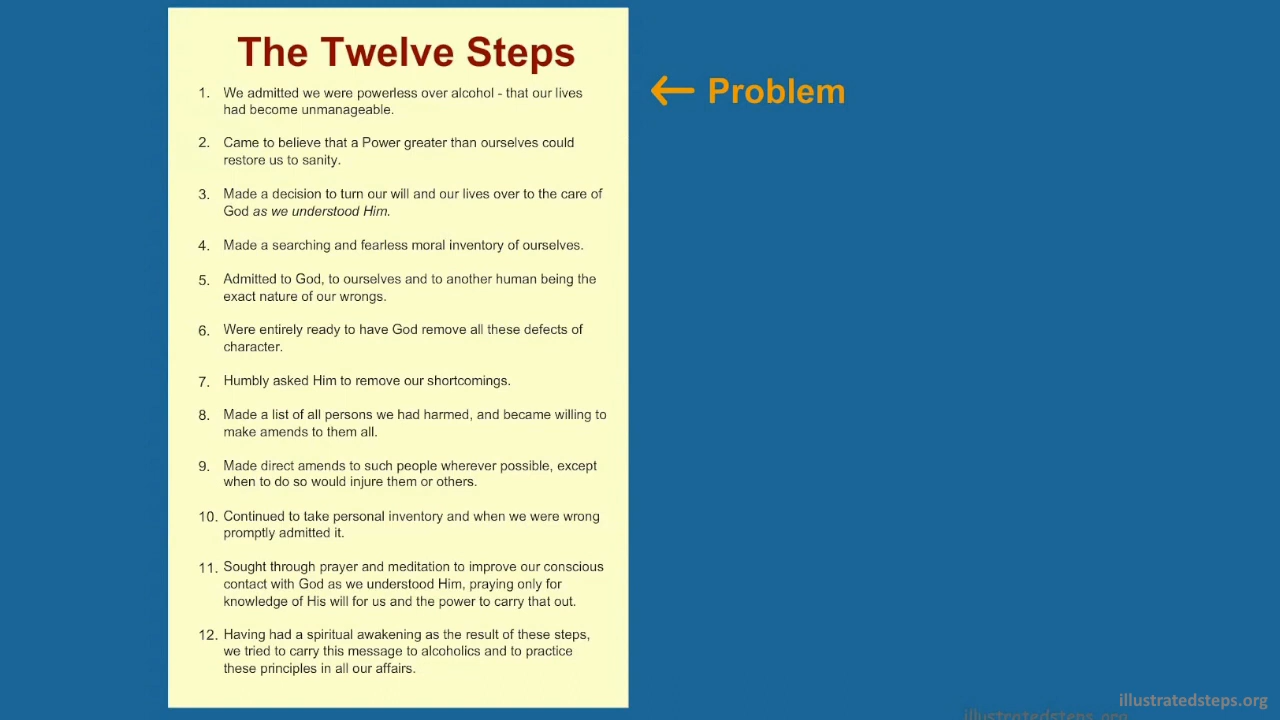 The Twelve Steps
1. We admitted we were powerless over alcohol - that our lives
had become unmanageable.
2. Came to believe that a Power greater than ourselves could
restore us to sanity.
3. Made a decision to turn our will and our lives over to the care of
God as we understood Him.
4. Made a searching and fearless moral inventory of ourselves.
5. Admitted to God, to ourselves and to another human being the
exact nature of our wrongs.
6. Were entirely ready to have God remove all these defects of
character.
7. Humbly asked Him to remove our shortcomings.
8. Made a list of all persons we had harmed, and became willing to
make amends to them all.
9. Made direct amends to such people wherever possible, except
when to do so would injure them or others.
10. Continued to take personal inventory and when we were wrong
promptly admitted it.
11. Sought through prayer and meditation to improve our conscious
contact with God as we understood Him, praying only for
knowledge of His will for us and the power to carry that out.
12. Having had a spiritual awakening as the result of these steps,
we tried to carry this message to alcoholics and to practice
these principles in all our affairs.
← Problem
illustratedsteps.org
illustratedsteps.org